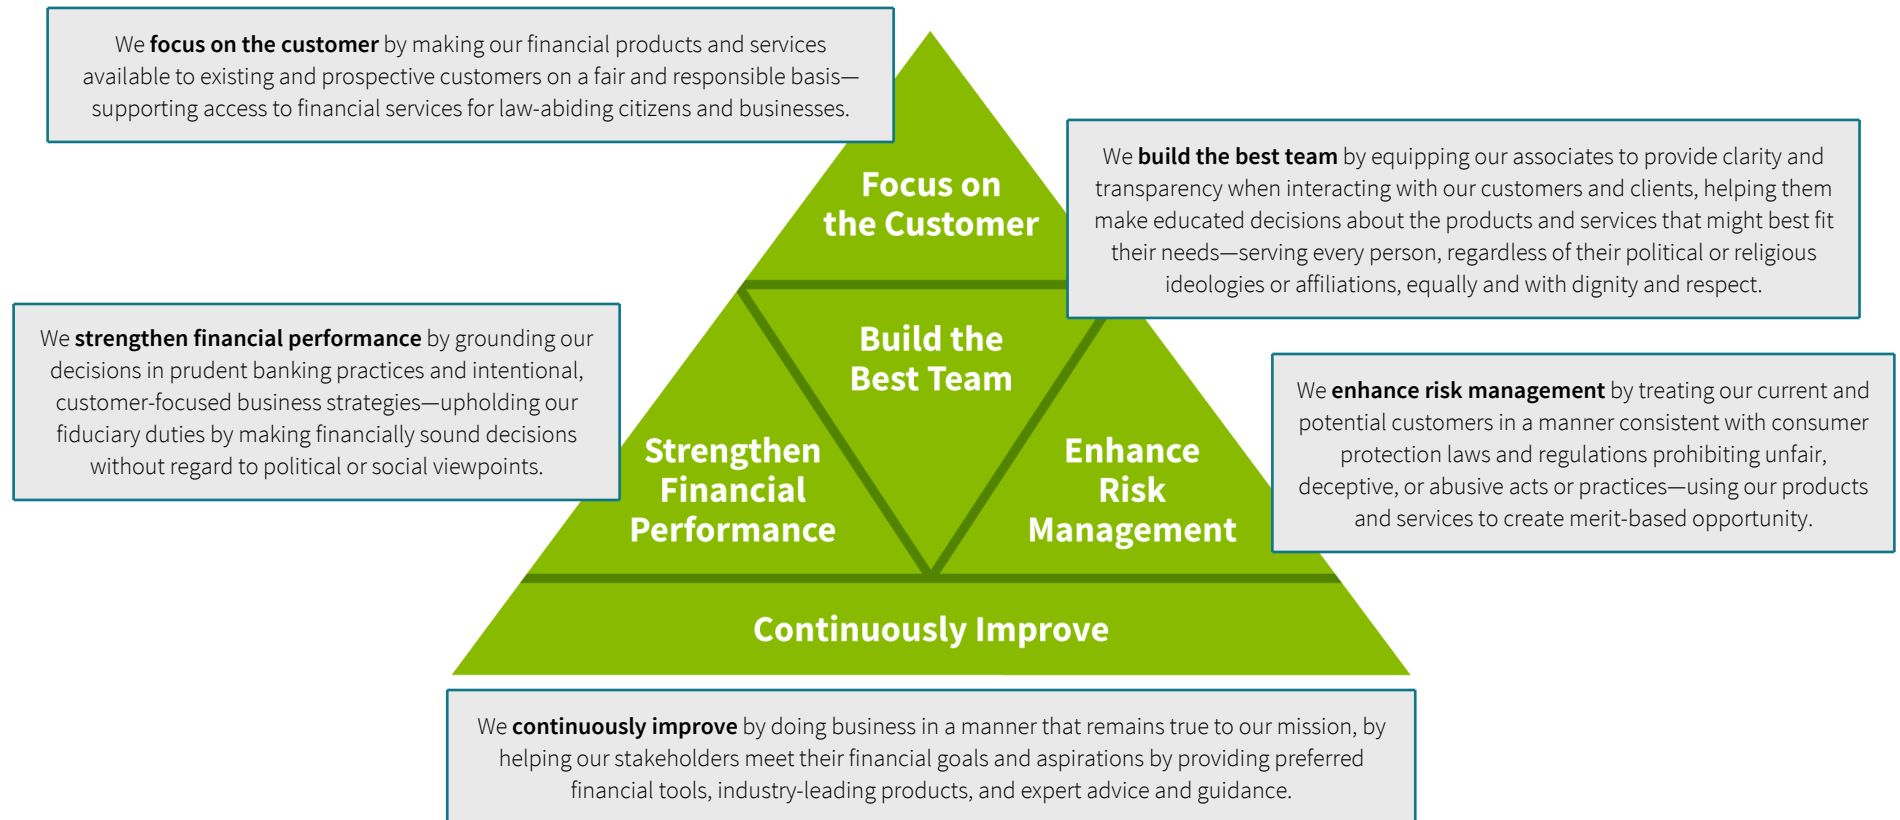 We focus on the customer by making our financial products and services
available to existing and prospective customers on a fair and responsible basis—
supporting access to financial services for law-abiding citizens and businesses.
Focus on
the Customer
We build the best team by equipping our associates to provide clarity and
transparency when interacting with our customers and clients, helping them
make educated decisions about the products and services that might best fit
their needs—serving every person, regardless of their political or religious
ideologies or affiliations, equally and with dignity and respect.
Build the
Best Team
We strengthen financial performance by grounding our
decisions in prudent banking practices and intentional,
customer-focused business strategies—upholding our
fiduciary duties by making financially sound decisions
without regard to political or social viewpoints.
Strengthen
Financial
Performance
Enhance
Risk
Management
We enhance risk management by treating our current and
potential customers in a manner consistent with consumer
protection laws and regulations prohibiting unfair,
deceptive, or abusive acts or practices—using our products
and services to create merit-based opportunity.
Continuously Improve
We continuously improve by doing business in a manner that remains true to our mission, by
helping our stakeholders meet their financial goals and aspirations by providing preferred
financial tools, industry-leading products, and expert advice and guidance.